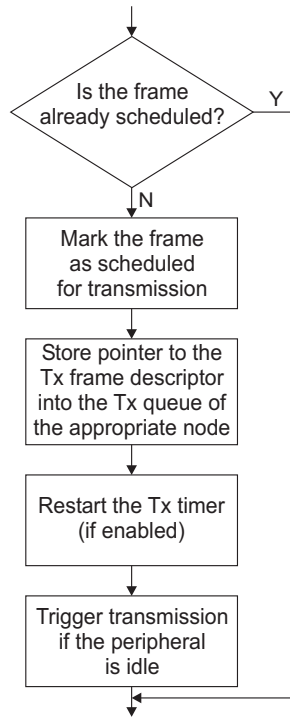 Is the frame
already scheduled?
Y
N
Mark the frame
as scheduled
for transmission
Store pointer to the
Tx frame descriptor
into the Tx queue of
the appropriate node
Restart the Tx timer
(if enabled)
Trigger transmission
if the peripheral
is idle